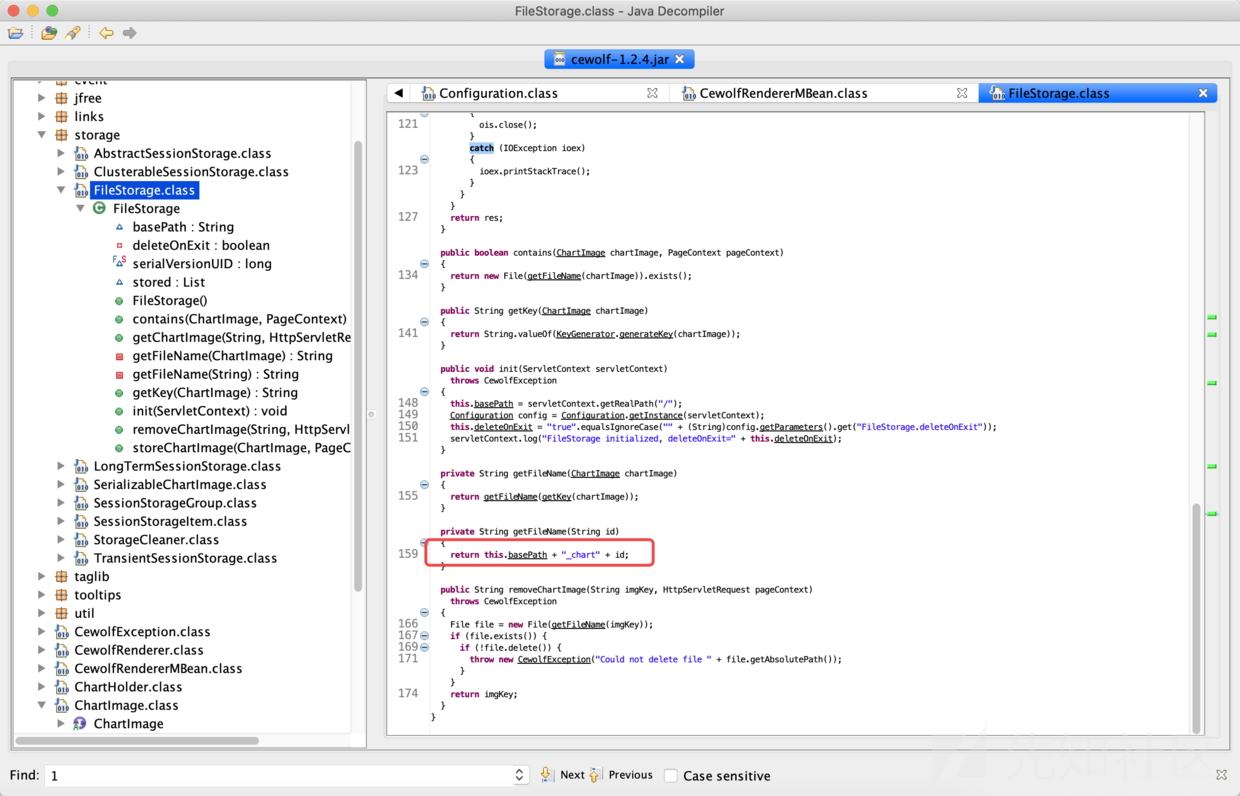 FileStorage.class - Java Decompiler
cewolf-1.2.4.jar
event
jfree
links
storage
AbstractSessionStorage.class
ClusterableSessionStorage.class
FileStorage.class
FileStorage
basePath : String
deleteOnExit : boolean
serialVersionUID : long
stored : List
FileStorage()
contains(ChartImage, PageContext)
getChartImage(String, HttpServletRe
getFileName(ChartImage) : String
getFileName(String) : String
getKey(ChartImage) : String
init(ServletContext) : void
removeChartImage(String, HttpServl
storeChartImage(ChartImage, PageC
LongTermSessionStorage.class
SerializableChartImage.class
SessionStorageGroup.class
SessionStorageItem.class
StorageCleaner.class
TransientSessionStorage.class
taglib
tooltips
util
CewolfException.class
CewolfRenderer.class
CewolfRendererMBean.class
ChartHolder.class
ChartImage.class
ChartImage
Configuration.class
CewolfRendererMBean.class
FileStorage.class
{
121 ois.close();
}
catch (IOException ioex)
{
123 ioex.printStackTrace();
}
}
}
127 return res;
}
public boolean contains(ChartImage chartImage, PageContext pageContext)
{
134 return new File(getFileName(chartImage)).exists();
}
public String getKey(ChartImage chartImage)
{
141 return String.valueOf(KeyGenerator.generateKey(chartImage));
}
public void init(ServletContext servletContext)
throws CewolfException
{
148 this.basePath = servletContext.getRealPath("/");
149 Configuration config = Configuration.getInstance(servletContext);
150 this.deleteOnExit = "true".equalsIgnoreCase("" + (String)config.getParameters().get("FileStorage.deleteOnExit"));
151 servletContext.log("FileStorage initialized, deleteOnExit=" + this.deleteOnExit);
}
private String getFileName(ChartImage chartImage)
{
155 return getFileName(getKey(chartImage));
}
private String getFileName(String id)
{
159 return this.basePath + "_chart" + id;
}
public String removeChartImage(String imgKey, HttpServletRequest pageContext)
throws CewolfException
{
166 File file = new File(getFileName(imgKey));
167 if (file.exists()) {
169 if (!file.delete()) {
171 throw new CewolfException("Could not delete file " + file.getAbsolutePath());
}
}
174 return imgKey;
}
}
Find: 1 Next Previous Case sensitive